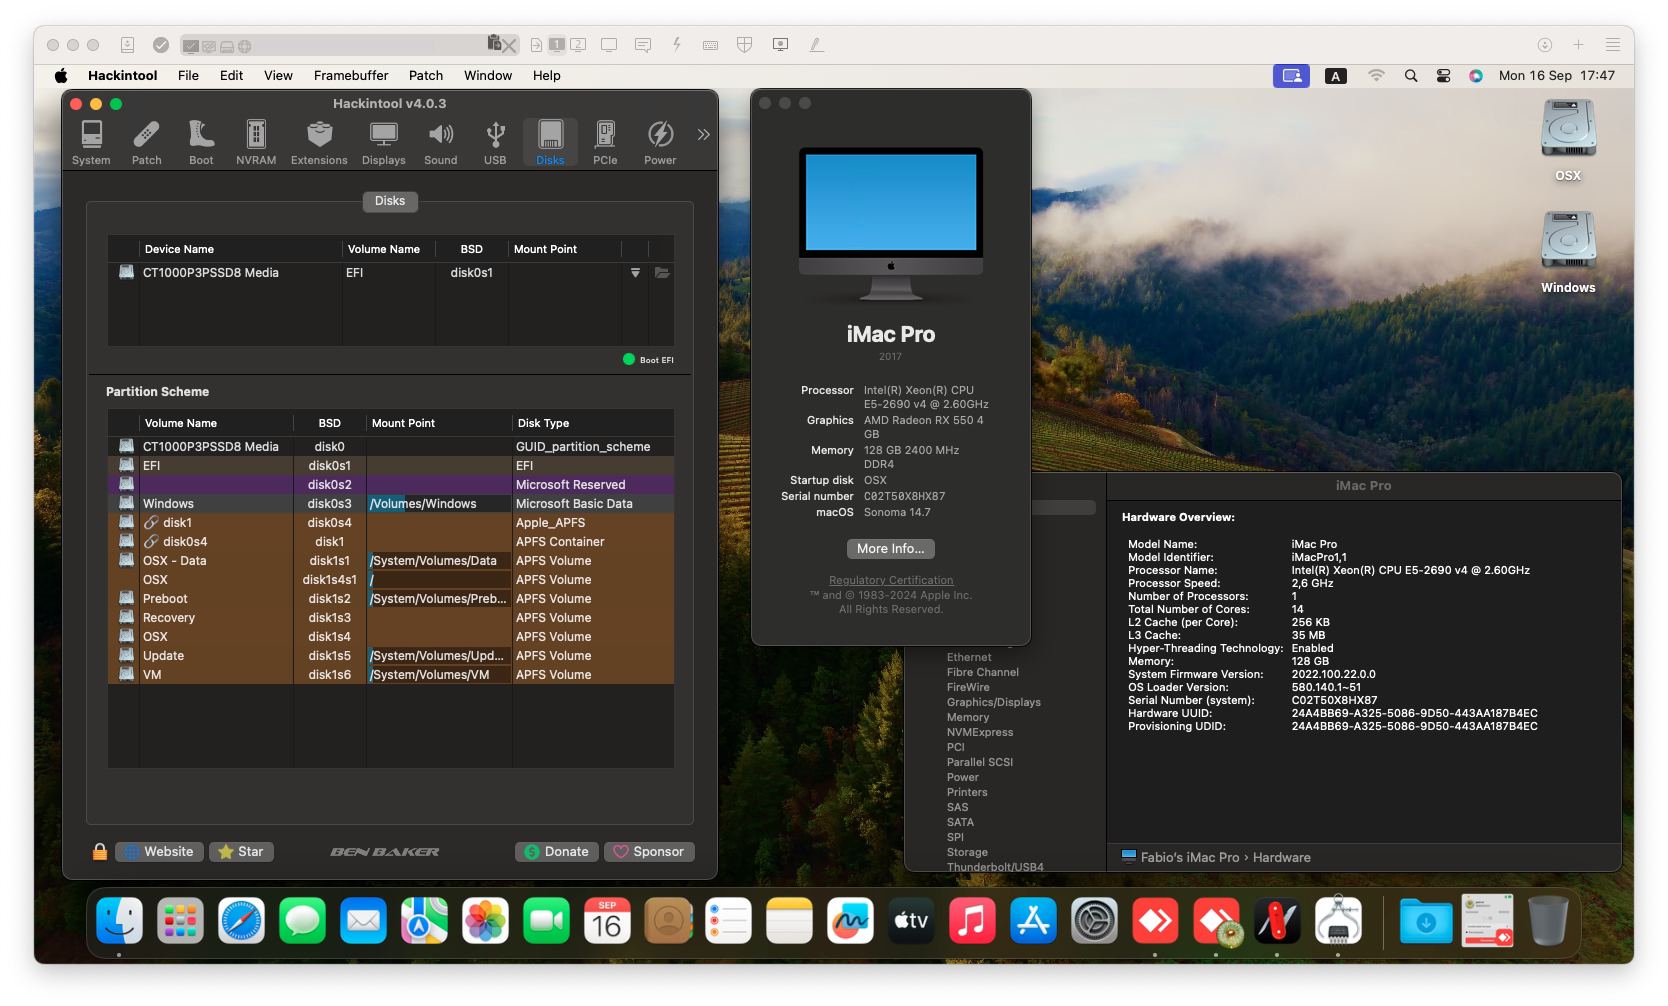 1
2
Hackintool File Edit View Framebuffer Patch Window Help
A
Mon 16 Sep 17:47
Hackintool v4.0.3
System Patch Boot NVRAM Extensions Displays Sound USB Disks PCIe Power
Disks
Device Name Volume Name BSD Mount Point
CT1000P3PSSD8 Media EFI disk0s1
Boot EFI
Partition Scheme
Volume Name BSD Mount Point Disk Type
CT1000P3PSSD8 Media disk0 GUID_partition_scheme
EFI disk0s1 EFI
disk0s2 Microsoft Reserved
Windows disk0s3 /Volumes/Windows Microsoft Basic Data
disk1 disk0s4 Apple_APFS
disk0s4 disk1 APFS Container
OSX - Data disk1s1 /System/Volumes/Data APFS Volume
OSX disk1s4s1 / APFS Volume
Preboot disk1s2 /System/Volumes/Preb... APFS Volume
Recovery disk1s3 APFS Volume
OSX disk1s4 APFS Volume
Update disk1s5 /System/Volumes/Upd... APFS Volume
VM disk1s6 /System/Volumes/VM APFS Volume
Website Star BEN BAKER Donate Sponsor
iMac Pro
2017
Processor Intel(R) Xeon(R) CPU
E5-2690 v4 @ 2.60GHz
Graphics AMD Radeon RX 550 4
GB
Memory 128 GB 2400 MHz
DDR4
Startup disk OSX
Serial number C02T50X8HX87
macOS Sonoma 14.7
More Info...
Regulatory Certification
™ and © 1983-2024 Apple Inc.
All Rights Reserved.
OSX
Windows
iMac Pro
Hardware Overview:
Model Name: iMac Pro
Model Identifier: iMacPro1,1
Processor Name: Intel(R) Xeon(R) CPU E5-2690 v4 @ 2.60GHz
Processor Speed: 2,6 GHz
Number of Processors: 1
Total Number of Cores: 14
L2 Cache (per Core): 256 KB
L3 Cache: 35 MB
Hyper-Threading Technology: Enabled
Memory: 128 GB
System Firmware Version: 2022.100.22.0.0
OS Loader Version: 580.140.1~51
Serial Number (system): C02T50X8HX87
Hardware UUID: 24A4BB69-A325-5086-9D50-443AA187B4EC
Provisioning UDID: 24A4BB69-A325-5086-9D50-443AA187B4EC
Ethernet
Fibre Channel
FireWire
Graphics/Displays
Memory
NVMExpress
PCI
Parallel SCSI
Power
Printers
SAS
SATA
SPI
Storage
Thunderbolt/USB4
Fabio's iMac Pro › Hardware
SEP
16
tv